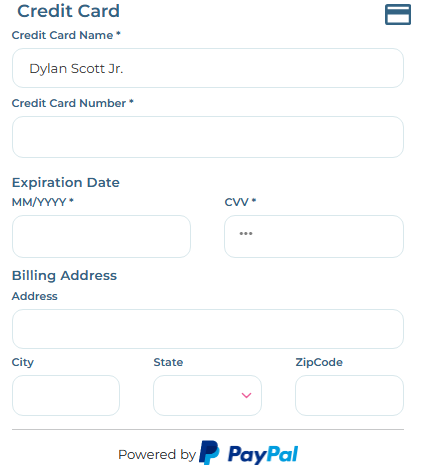 Credit Card
Credit Card Name *
Dylan Scott Jr.
Credit Card Number *
Expiration Date
MM/YYYY * CVV *
***
Billing Address
Address
City State ZipCode
Powered by PayPal